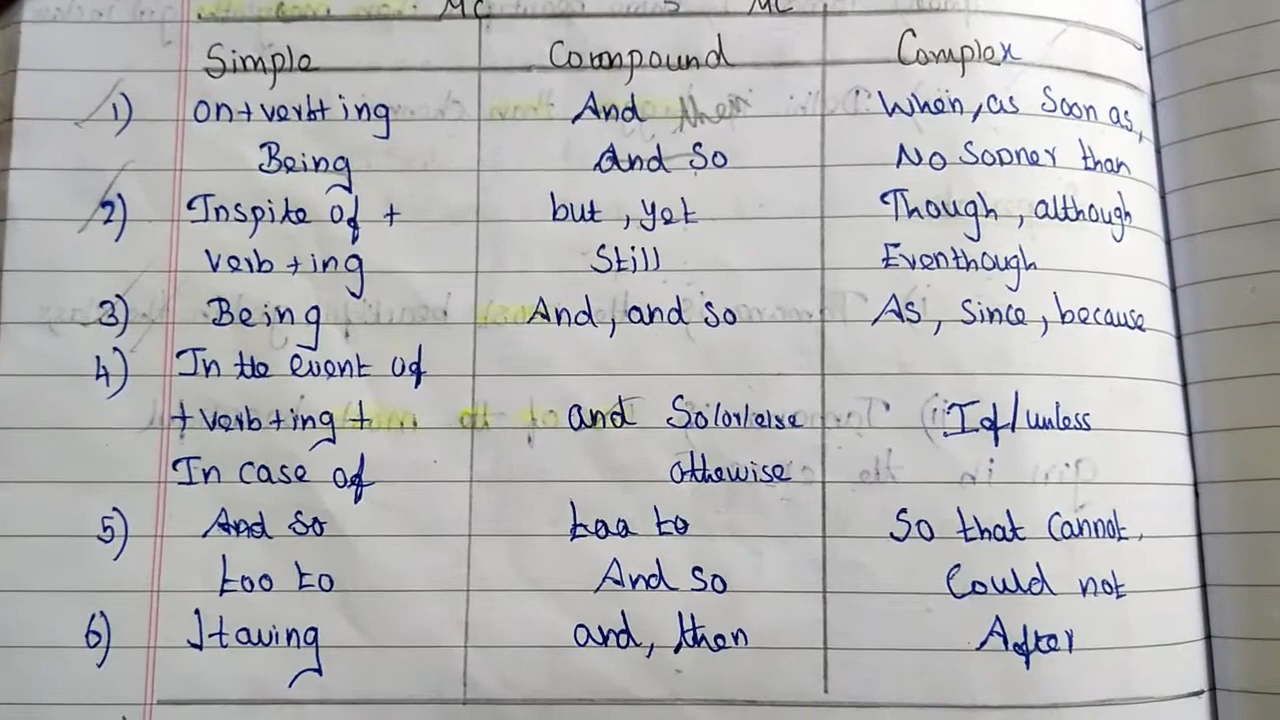 MC S MC
Simple Compound Complex
1) on+verb+ing And then When, as Soon as,
Being And So No Sooner than
2) Inspite of + but, yet Though, although
verb +ing Still Eventhough
3) Being And, and so As, Since, because
4) In the event of
+verb+ing + and So/or/else If/unless
In case of othewise
5) And so too to So that Cannot,
too to And so Could not
6) Having and, then After